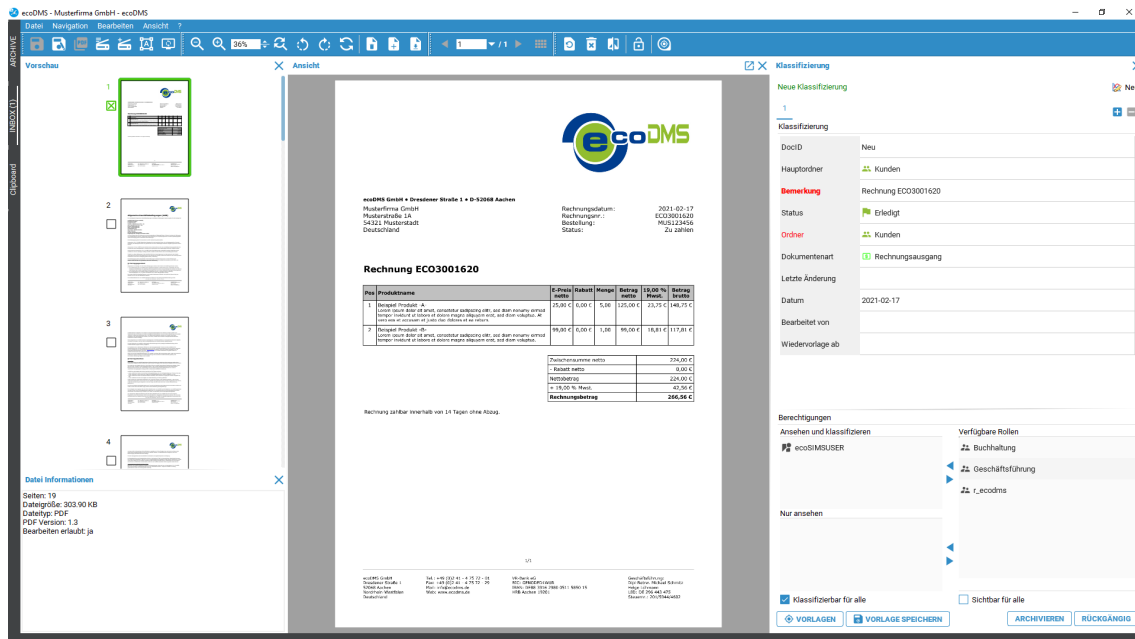 ecoDMS - Musterfirma GmbH - ecoDMS
Datei Navigation Bearbeiten Ansicht ?
36%
1 / 1
ARCHIVE
INBOX (1)
Clipboard
Vorschau
1
2
3
4
Datei Informationen
Seiten: 19
Dateigröße: 303.90 KB
Dateityp: PDF
PDF Version: 1.3
Bearbeiten erlaubt: ja
Ansicht
ecoDMS
ecoDMS GmbH • Dresdener Straße 1 • D-52068 Aachen
Musterfirma GmbH
Musterstraße 1A
54321 Musterstadt
Deutschland
Rechnungsdatum: 2021-02-17
Rechnungsnr.: ECO3001620
Bestellung: MUS123456
Status: Zu zahlen
Rechnung ECO3001620
Pos Produktname E-Preis netto Rabatt Menge Betrag netto 19,00 % Mwst. Betrag brutto
1 Beispiel Produkt -A 25,00 € 0,00 € 5,00 125,00 € 23,75 € 148,75 €
2 Beispiel Produkt -B- 99,00 € 0,00 € 1,00 99,00 € 18,81 € 117,81 €
Zwischensumme netto 224,00 €
- Rabatt netto 0,00 €
Nettobetrag 224,00 €
+ 19,00 % Mwst. 42,56 €
Rechnungsbetrag 266,56 €
Rechnung zahlbar innerhalb von 14 Tagen ohne Abzug.
1/1
Klassifizierung
Neue Klassifizierung
Ne
1
Klassifizierung
DocID Neu
Hauptordner Kunden
Bemerkung Rechnung ECO3001620
Status Erledigt
Ordner Kunden
Dokumentenart Rechnungsausgang
Letzte Änderung
Datum 2021-02-17
Bearbeitet von
Wiedervorlage ab
Berechtigungen
Ansehen und klassifizieren
ecoSIMSUSER
Nur ansehen
Verfügbare Rollen
Buchhaltung
Geschäftsführung
r_ecodms
Klassifizierbar für alle
Sichtbar für alle
VORLAGEN
VORLAGE SPEICHERN
ARCHIVIEREN
RÜCKGÄNGIG